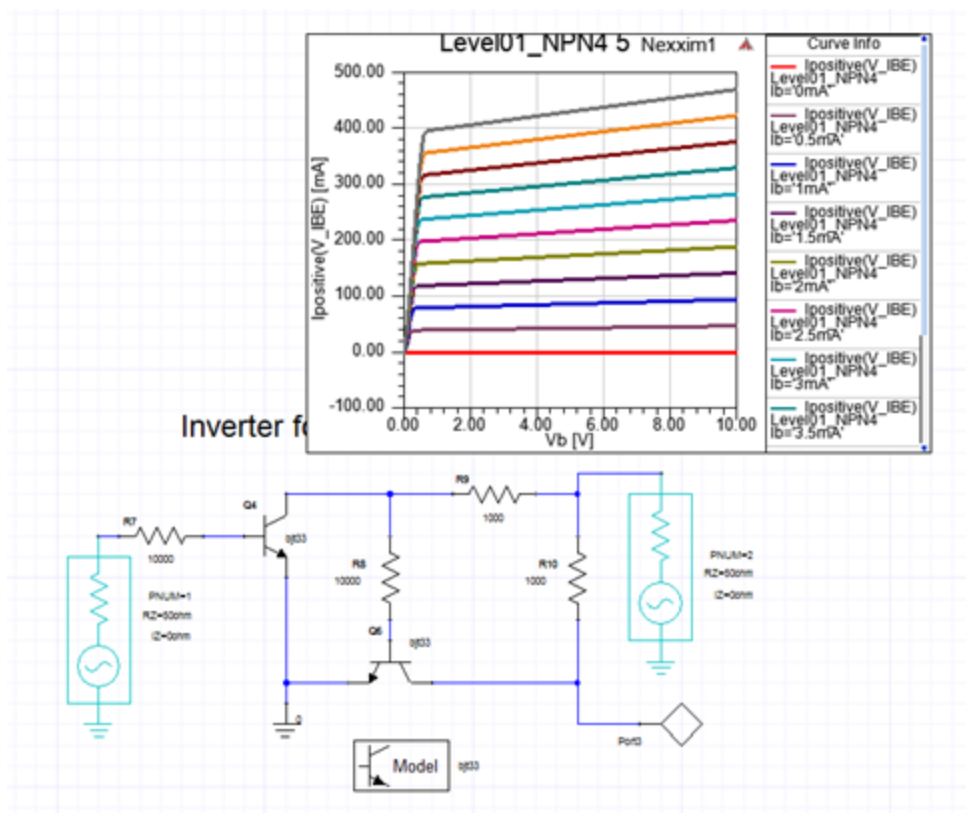 Level01_NPN4 5 Nexxim1
Curve Info
500.00
400.00
300.00
200.00
100.00
0.00
-100.00
Ipositive(V_IBE) [mA]
0.00 2.00 4.00 6.00 8.00 10.00
Vb [V]
Ipositive(V_IBE)
Level01_NPN4
Ib='0mA'
Ipositive(V_IBE)
Level01_NPN4
Ib='0.5mA'
Ipositive(V_IBE)
Level01_NPN4
Ib='1mA'
Ipositive(V_IBE)
Level01_NPN4
Ib='1.5mA'
Ipositive(V_IBE)
Level01_NPN4
Ib='2mA'
Ipositive(V_IBE)
Level01_NPN4
Ib='2.5mA'
Ipositive(V_IBE)
Level01_NPN4
Ib='3mA'
Ipositive(V_IBE)
Level01_NPN4
Ib='3.5mA'
Inverter
R7
10000
Q4
bjt33
R9
1000
R8
10000
R10
1000
PNUM=1
RZ=50ohm
IZ=0ohm
PNUM=2
RZ=50ohm
IZ=0ohm
bjt33
0
Port3
Model
bjt33